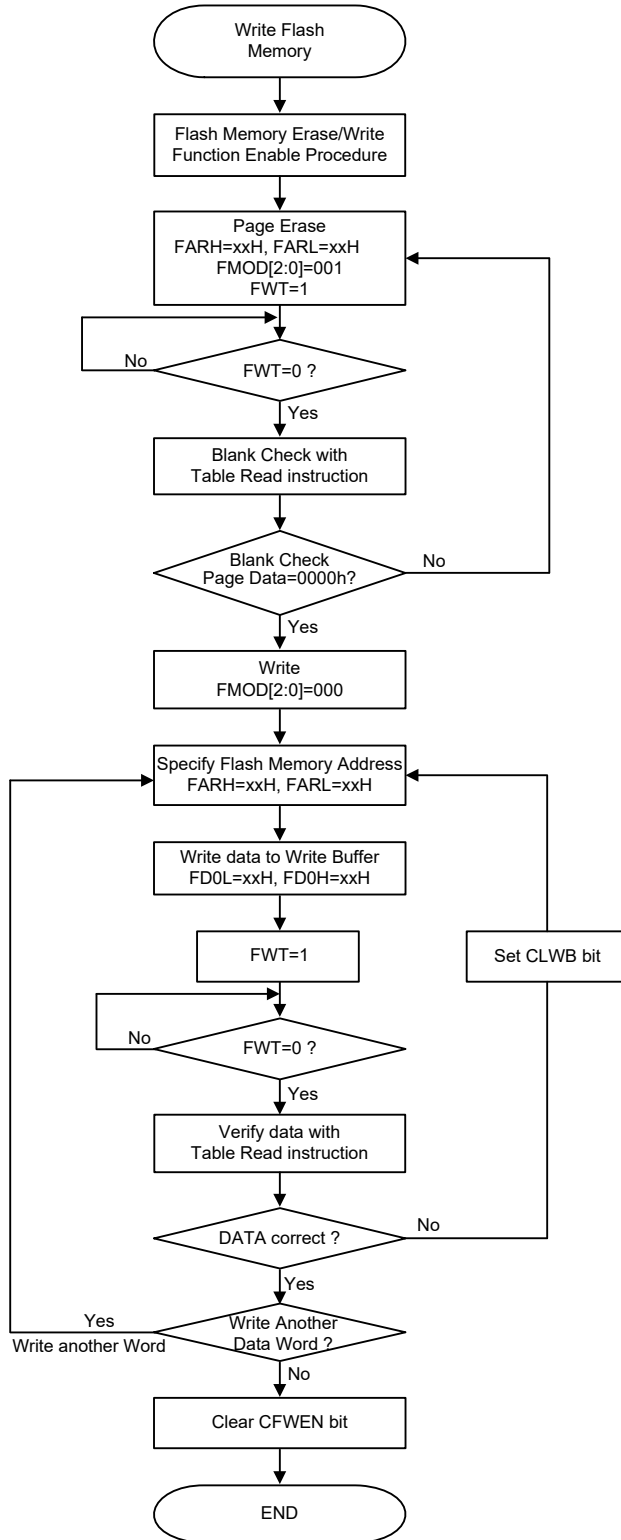 Write Flash
Memory
Flash Memory Erase/Write
Function Enable Procedure
Page Erase
FARH=xxH, FARL=xxH
FMOD[2:0]=001
FWT=1
No
FWT=0 ?
Yes
Blank Check with
Table Read instruction
Blank Check
Page Data=0000h?
No
Yes
Write
FMOD[2:0]=000
Specify Flash Memory Address
FARH=xxH, FARL=xxH
Write data to Write Buffer
FD0L=xxH, FD0H=xxH
FWT=1
Set CLWB bit
No
FWT=0 ?
Yes
Verify data with
Table Read instruction
DATA correct ?
No
Yes
Yes
Write another Word
Write Another
Data Word ?
No
Clear CFWEN bit
END